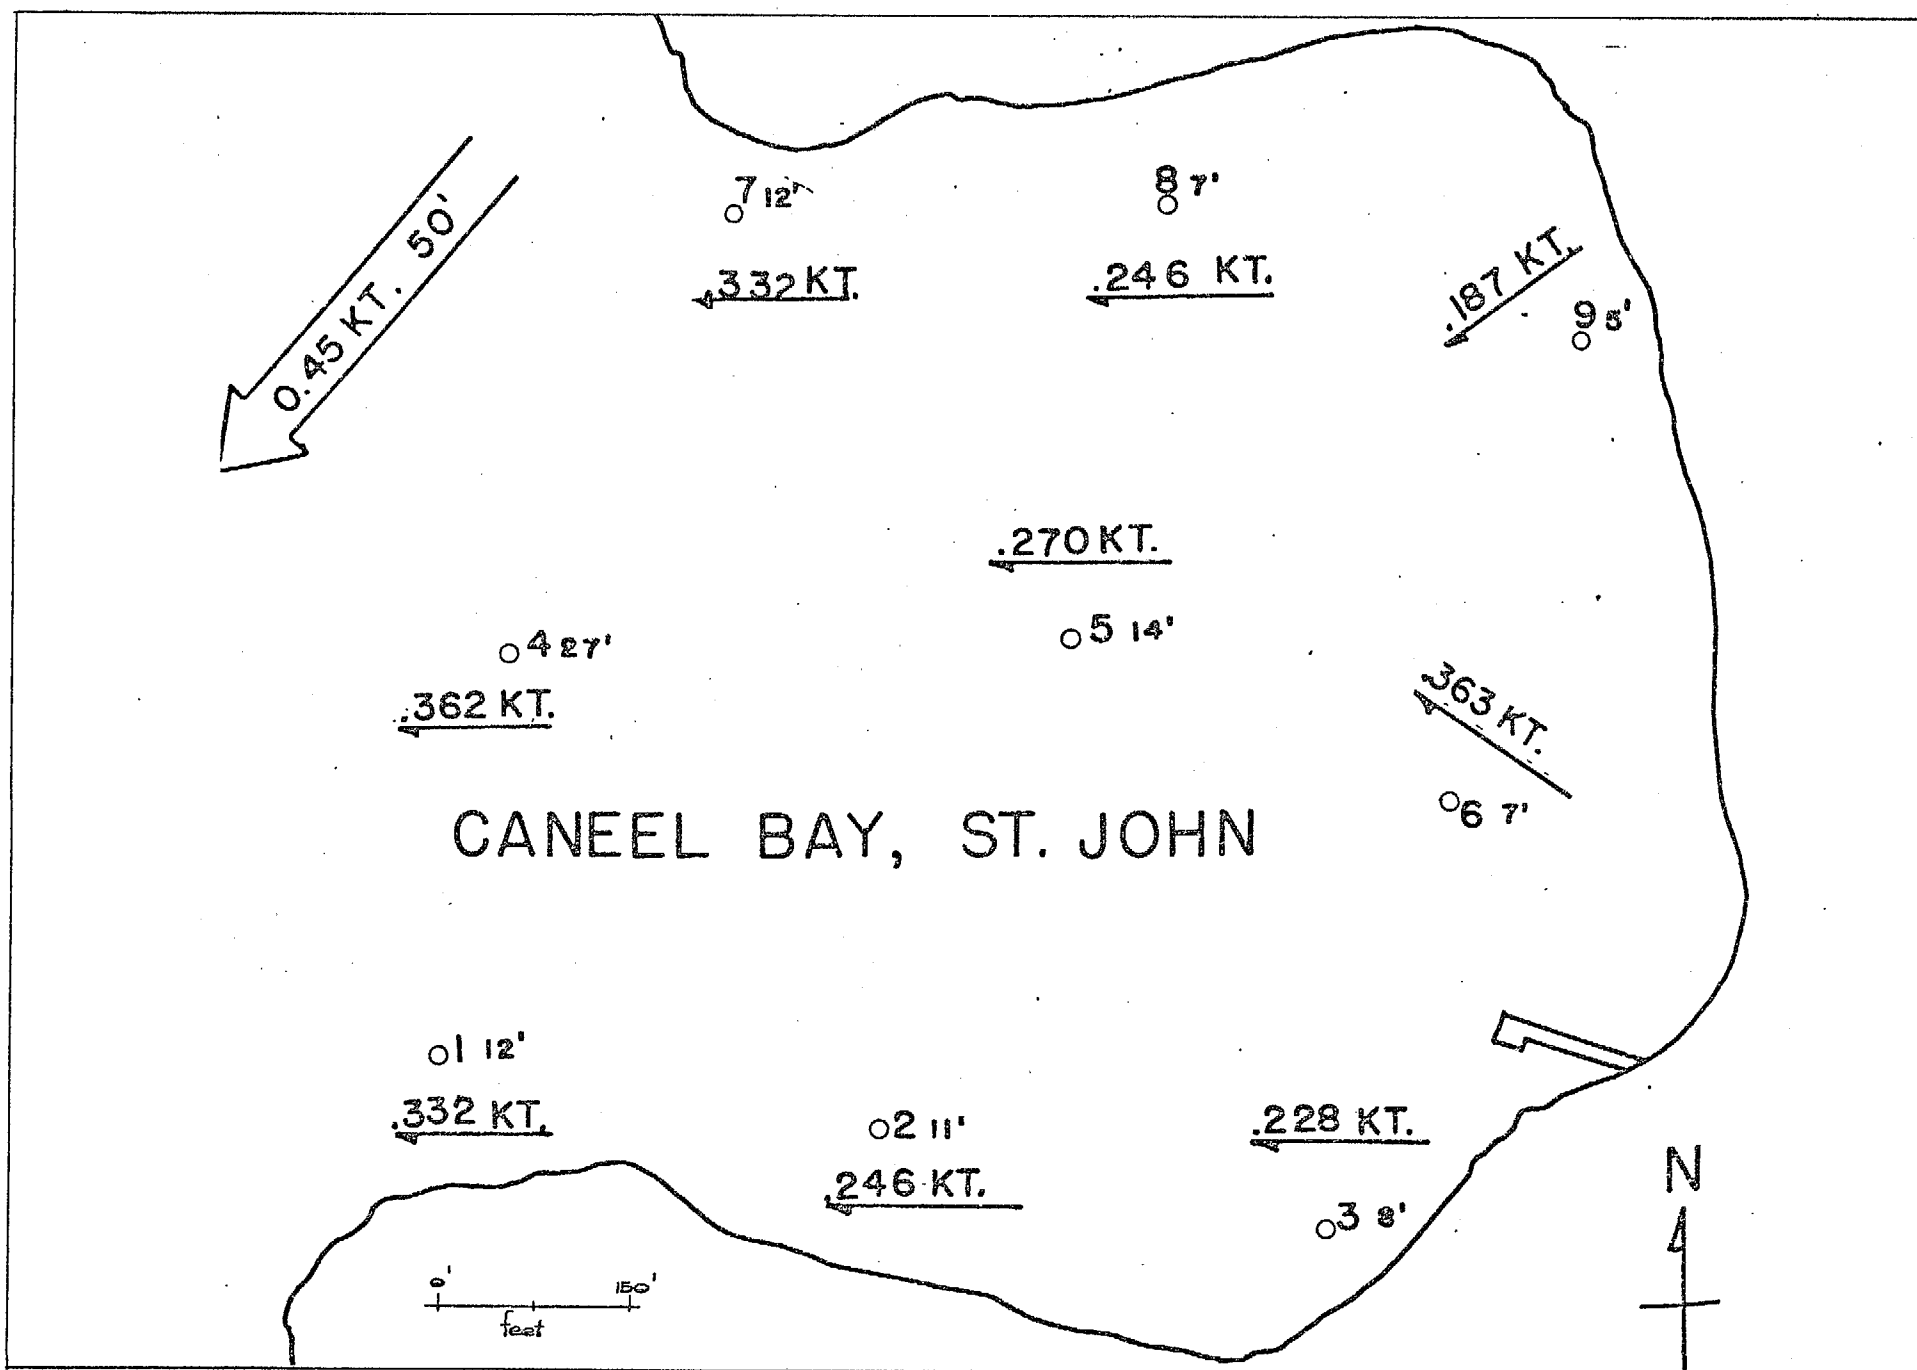 7 12'
8 7'
0.45 KT. 50'
.332 KT.
.246 KT.
.187 KT.
9 5'
.270 KT.
4 27'
5 14'
.362 KT.
.363 KT.
6 7'
CANEEL BAY, ST. JOHN
1 12'
.332 KT.
2 11'
.228 KT.
.246 KT.
3 8'
N
0' 150'
feet